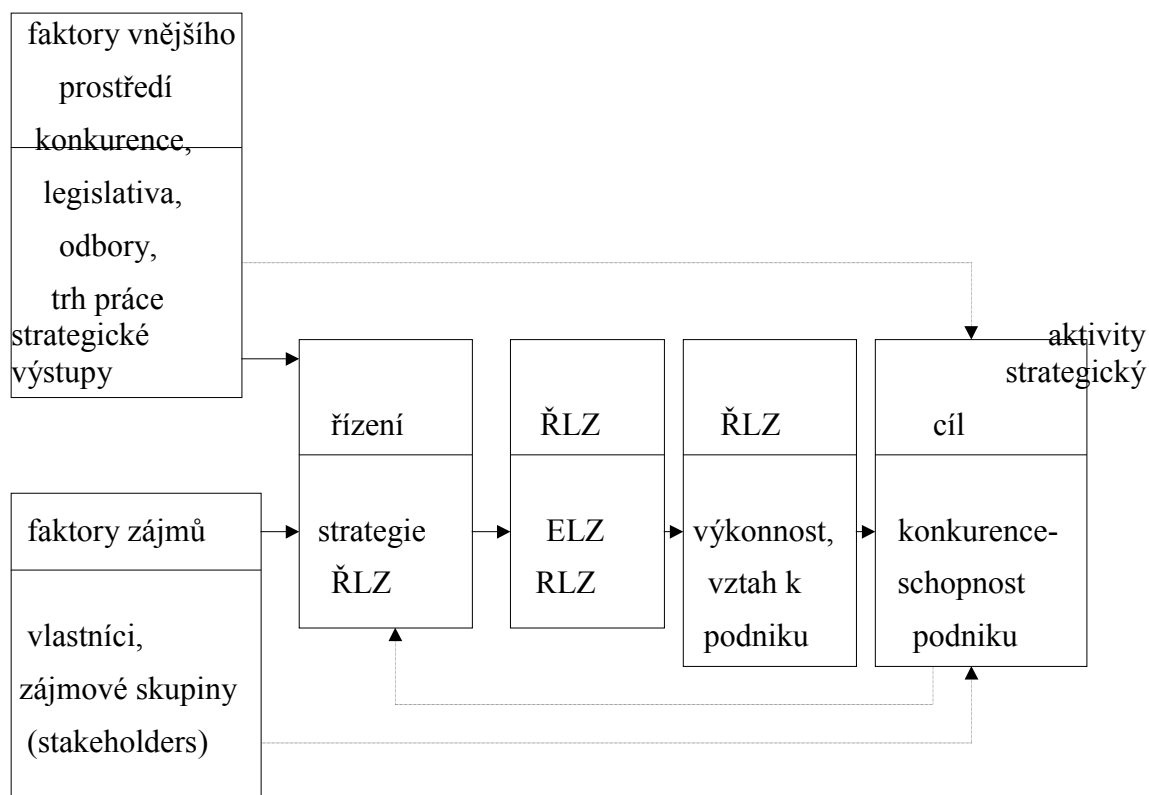 faktory vnějšího
prostředí
konkurence,
legislativa,
odbory,
trh práce
strategické
výstupy
aktivity
strategický
řízení
ŘLZ
ŘLZ
cíl
faktory zájmů
vlastníci,
zájmové skupiny
(stakeholders)
strategie
ŘLZ
ELZ
RLZ
výkonnost,
vztah k
podniku
konkurence-
schopnost
podniku